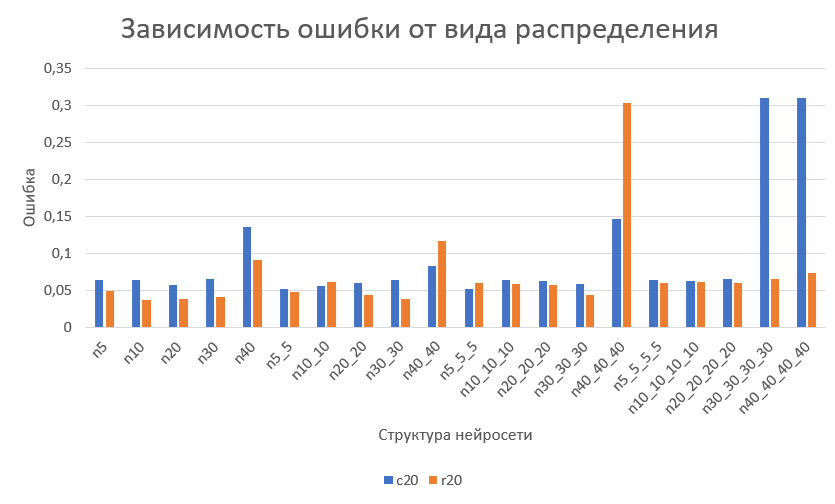 Зависимость ошибки от вида распределения
0,35
0,3
0,25
0,2
0,15
0,1
0,05
0
Ошибка
n5
n10
n20
n30
n40
n5_5
n10_10
n20_20
n30_30
n40_40
n5_5_5
n10_10_10
n20_20_20
n30_30_30
n40_40_40
n5_5_5_5
n10_10_10_10
n20_20_20_20
n30_30_30_30
n40_40_40_40
Структура нейросети
c20
r20